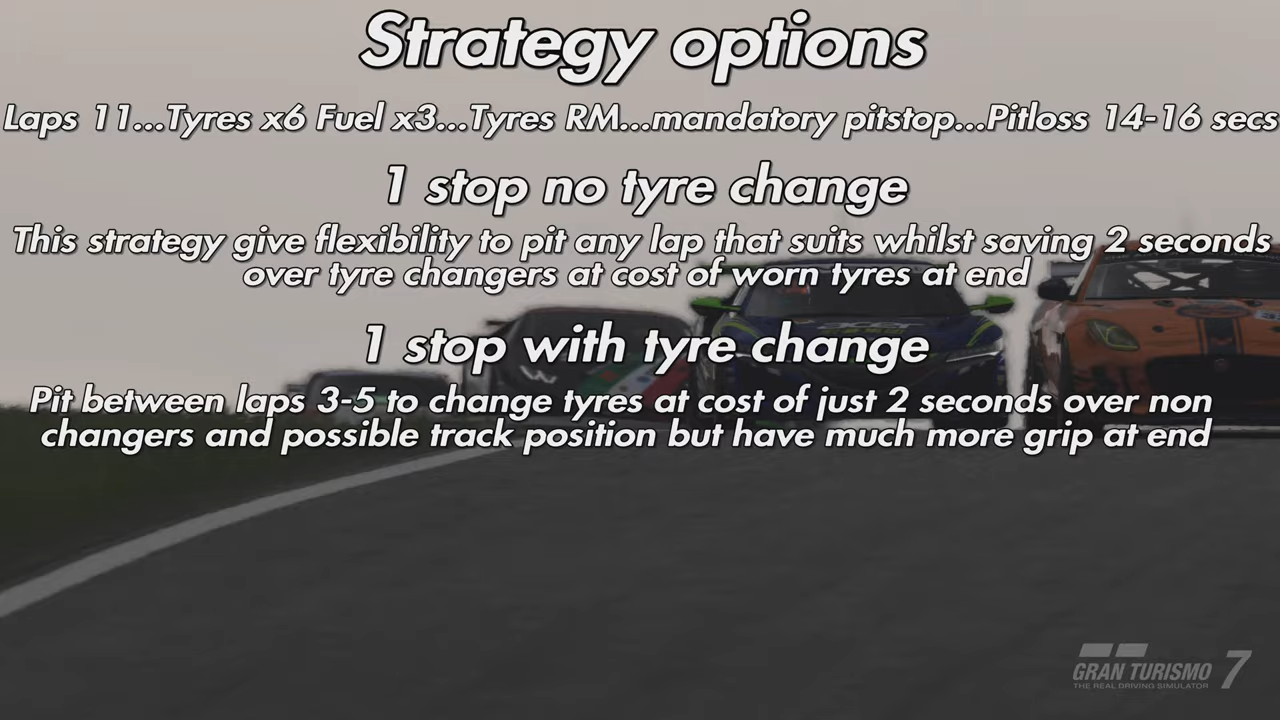 Strategy options
Laps 11...Tyres x6 Fuel x3...Tyres RM...mandatory pitstop...Pitloss 14-16 secs
1 stop no tyre change
This strategy give flexibility to pit any lap that suits whilst saving 2 seconds
over tyre changers at cost of worn tyres at end
1 stop with tyre change
Pit between laps 3-5 to change tyres at cost of just 2 seconds over non
changers and possible track position but have much more grip at end
GRAN TURISMO 7
THE REAL DRIVING SIMULATOR